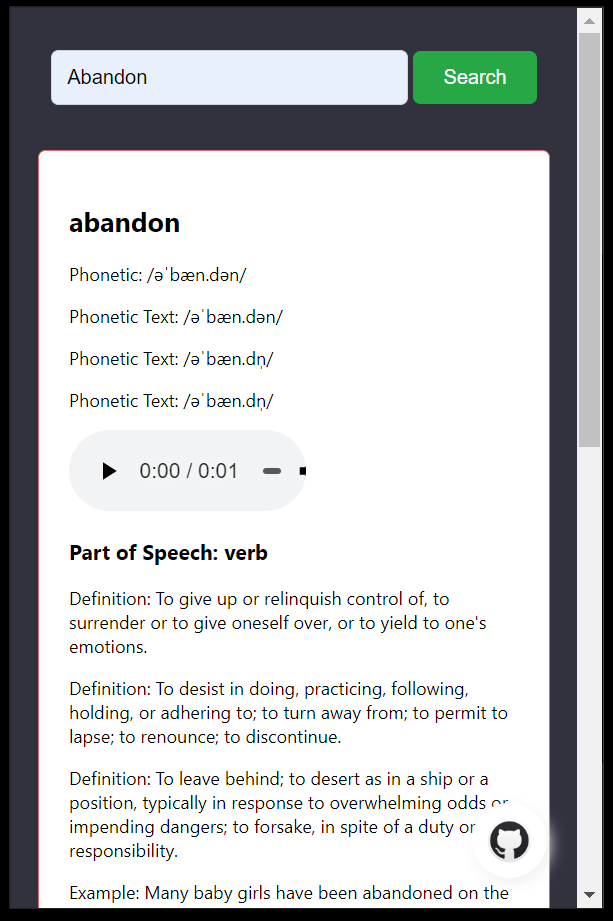 Abandon
Search
abandon
Phonetic: /əˈbæn.dən/
Phonetic Text: /əˈbæn.dən/
Phonetic Text: /əˈbæn.dn̩/
Phonetic Text: /əˈbæn.dn̩/
0:00 / 0:01
Part of Speech: verb
Definition: To give up or relinquish control of, to
surrender or to give oneself over, or to yield to one's
emotions.
Definition: To desist in doing, practicing, following,
holding, or adhering to; to turn away from; to permit to
lapse; to renounce; to discontinue.
Definition: To leave behind; to desert as in a ship or a
position, typically in response to overwhelming odds or
impending dangers; to forsake, in spite of a duty or
responsibility.
Example: Many baby girls have been abandoned on the